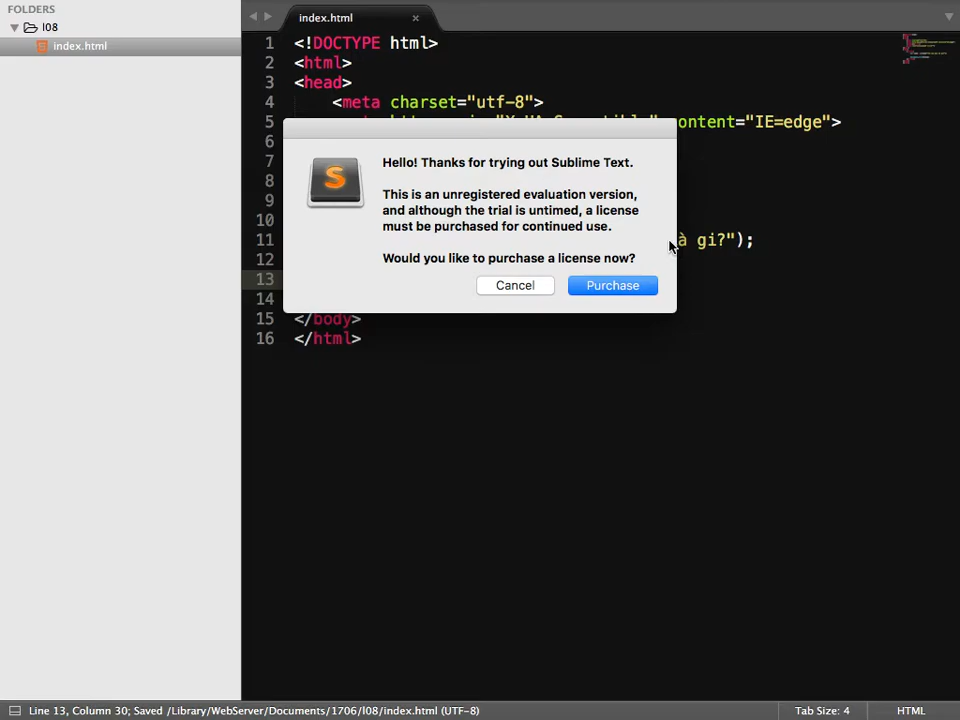 FOLDERS
l08
index.html
index.html
1 <!DOCTYPE html>
2 <html>
3 <head>
4 <meta charset="utf-8">
5 content="IE=edge">
6
7
8
9
10
11 à gi?");
12
13
14
15 </body>
16 </html>
S
Hello! Thanks for trying out Sublime Text.
This is an unregistered evaluation version,
and although the trial is untimed, a license
must be purchased for continued use.
Would you like to purchase a license now?
Cancel Purchase
Line 13, Column 30; Saved /Library/WebServer/Documents/1706/l08/index.html (UTF-8) Tab Size: 4 HTML